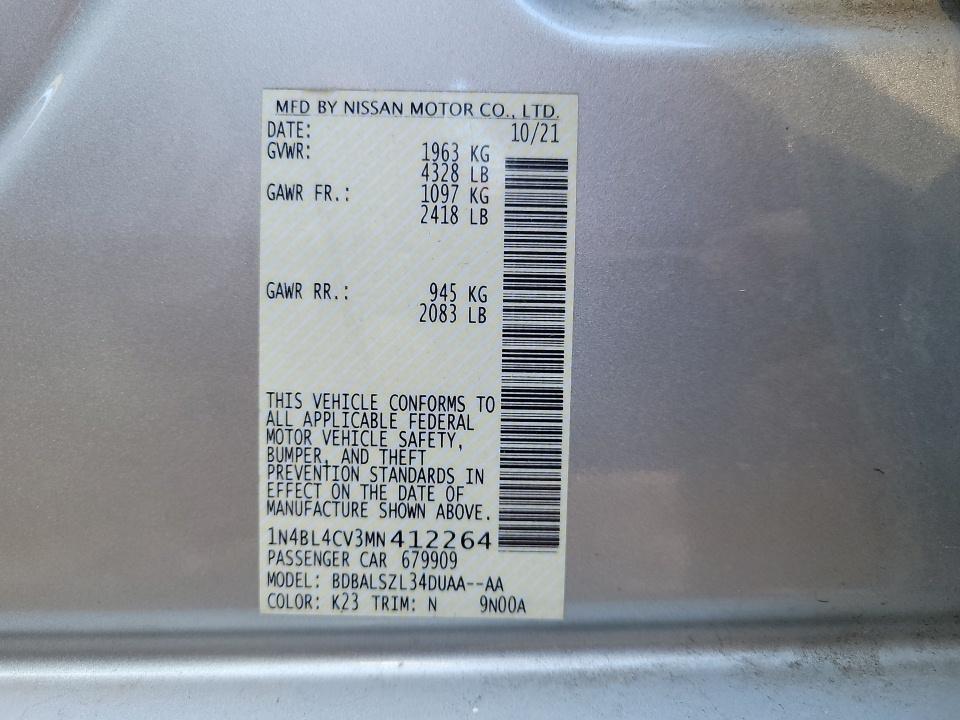 MFD BY NISSAN MOTOR CO., LTD.
DATE: 10/21
GVWR: 1963 KG
4328 LB
GAWR FR.: 1097 KG
2418 LB
GAWR RR.: 945 KG
2083 LB
THIS VEHICLE CONFORMS TO
ALL APPLICABLE FEDERAL
MOTOR VEHICLE SAFETY,
BUMPER, AND THEFT
PREVENTION STANDARDS IN
EFFECT ON THE DATE OF
MANUFACTURE SHOWN ABOVE.
1N4BL4CV3MN412264
PASSENGER CAR 679909
MODEL: BDBALSZL34DUAA--AA
COLOR: K23 TRIM: N 9N00A